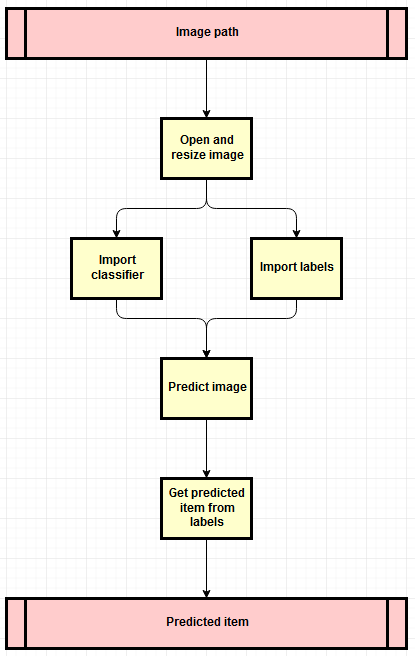 Image path
Open and
resize image
Import
classifier
Import labels
Predict image
Get predicted
item from
labels
Predicted item